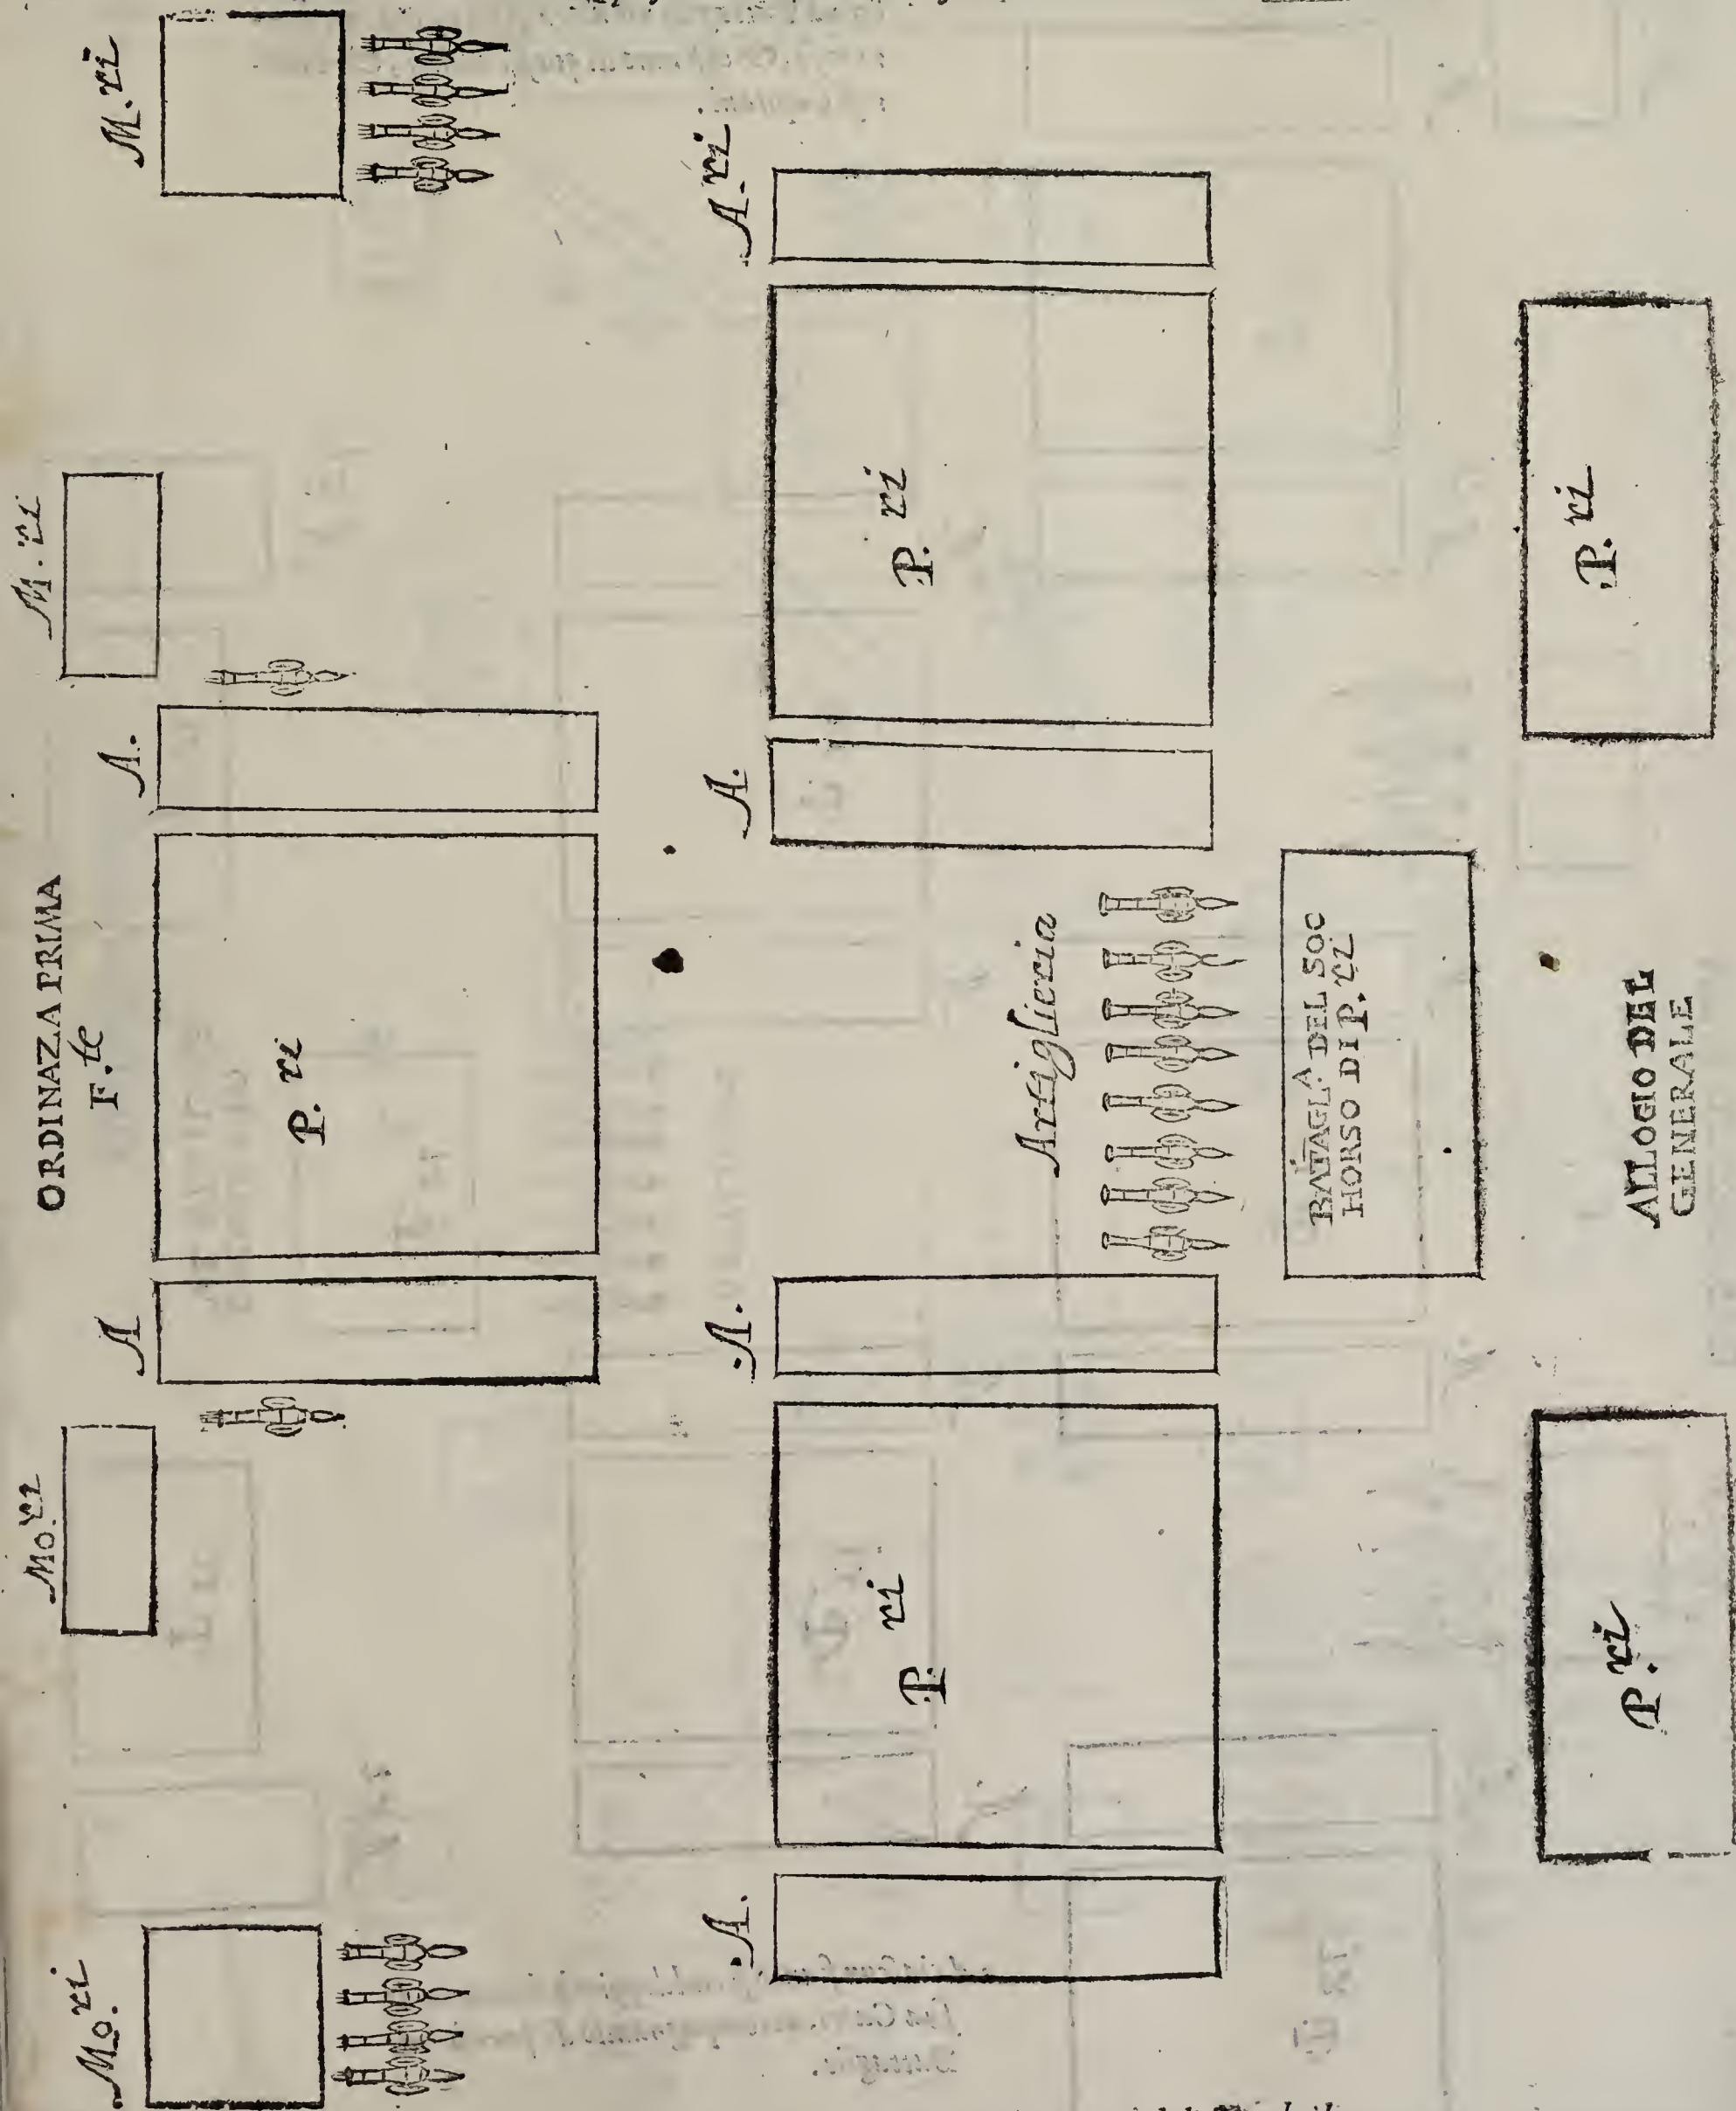 ORDINAZA PRIMA
F.te
Mo.ri
Mo.ri
M.ri
M.ri
A
A.
P. ri
.A.
.A.
A.
A.ri
P. ri
P. ri
Artiglieria
BATAGLA DEL SOC
HORSO DI P.ri
P.ri
P.ri
ALLOGIO DEL
GENERALE